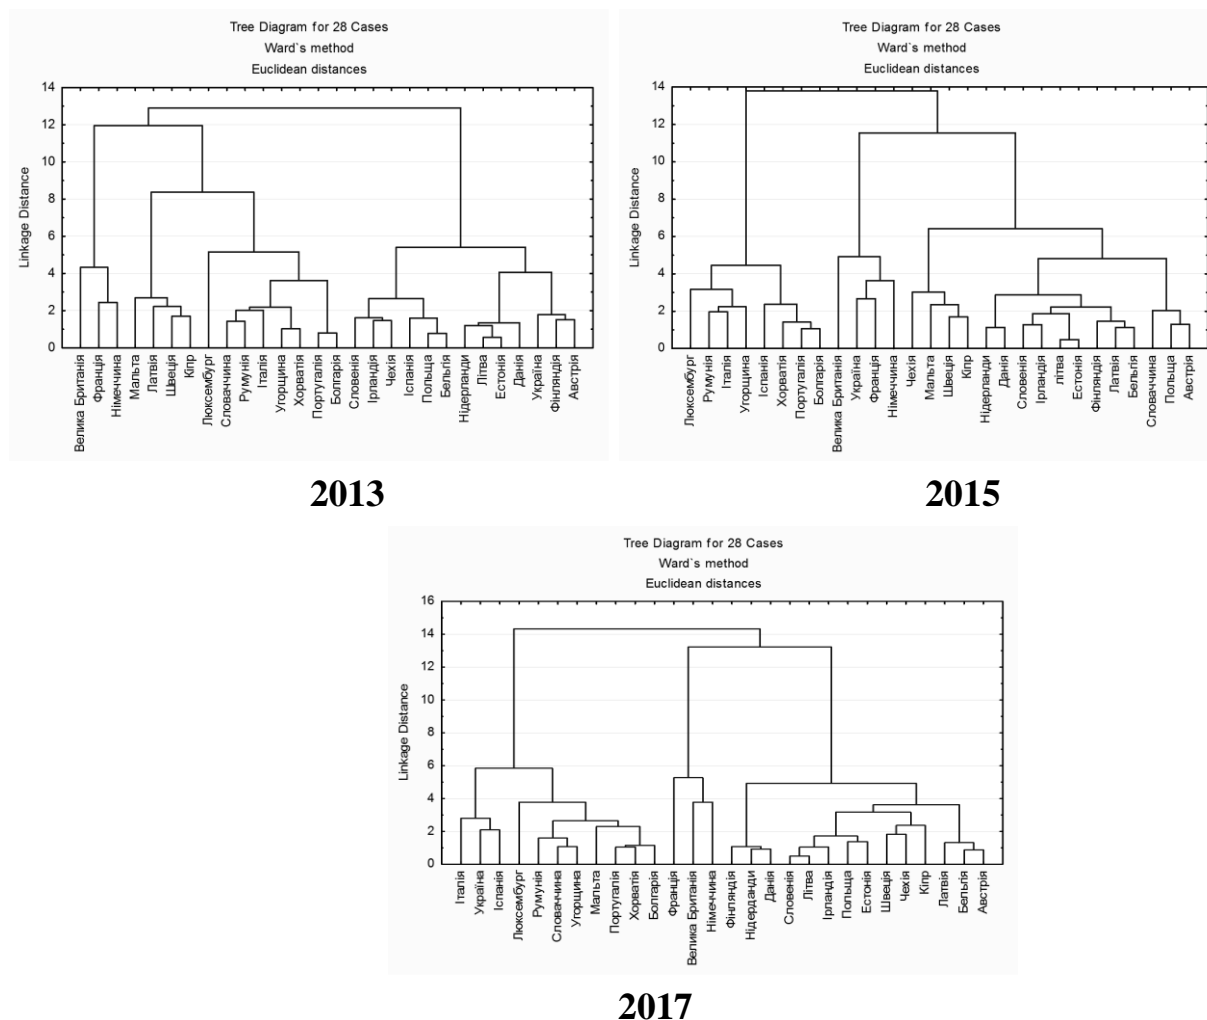 Tree Diagram for 28 Cases
Ward`s method
Euclidean distances
Linkage Distance
14
12
10
8
6
4
2
0
Велика Британія
Франція
Німеччина
Мальта
Латвія
Швеція
Кіпр
Люксембург
Словаччина
Румунія
Італія
Угорщина
Хорватія
Португалія
Болгарія
Словенія
Ірландія
Чехія
Іспанія
Польща
Бельгія
Нідерланди
Літва
Естонія
Данія
Україна
Фінляндія
Австрія
2013
Tree Diagram for 28 Cases
Ward`s method
Euclidean distances
Linkage Distance
14
12
10
8
6
4
2
0
Люксембург
Румунія
Італія
Угорщина
Іспанія
Хорватія
Португалія
Болгарія
Велика Британія
Україна
Франція
Німеччина
Чехія
Мальта
Швеція
Кіпр
Нідерланди
Данія
Словенія
Ірландія
літва
Естонія
Фінляндія
Латвія
Бельгія
Словаччина
Польща
Австрія
2015
Tree Diagram for 28 Cases
Ward`s method
Euclidean distances
Linkage Distance
16
14
12
10
8
6
4
2
0
Італія
Україна
Іспанія
Люксембург
Румунія
Словаччина
Угорщина
Мальта
Португалія
Хорватія
Болгарія
Франція
Велика Британія
Німеччина
Фінляндія
Нідерданди
Данія
Словенія
Літва
Ірландія
Польща
Естонія
Швеція
Чехія
Кіпр
Латвія
Бельгія
Австрія
2017